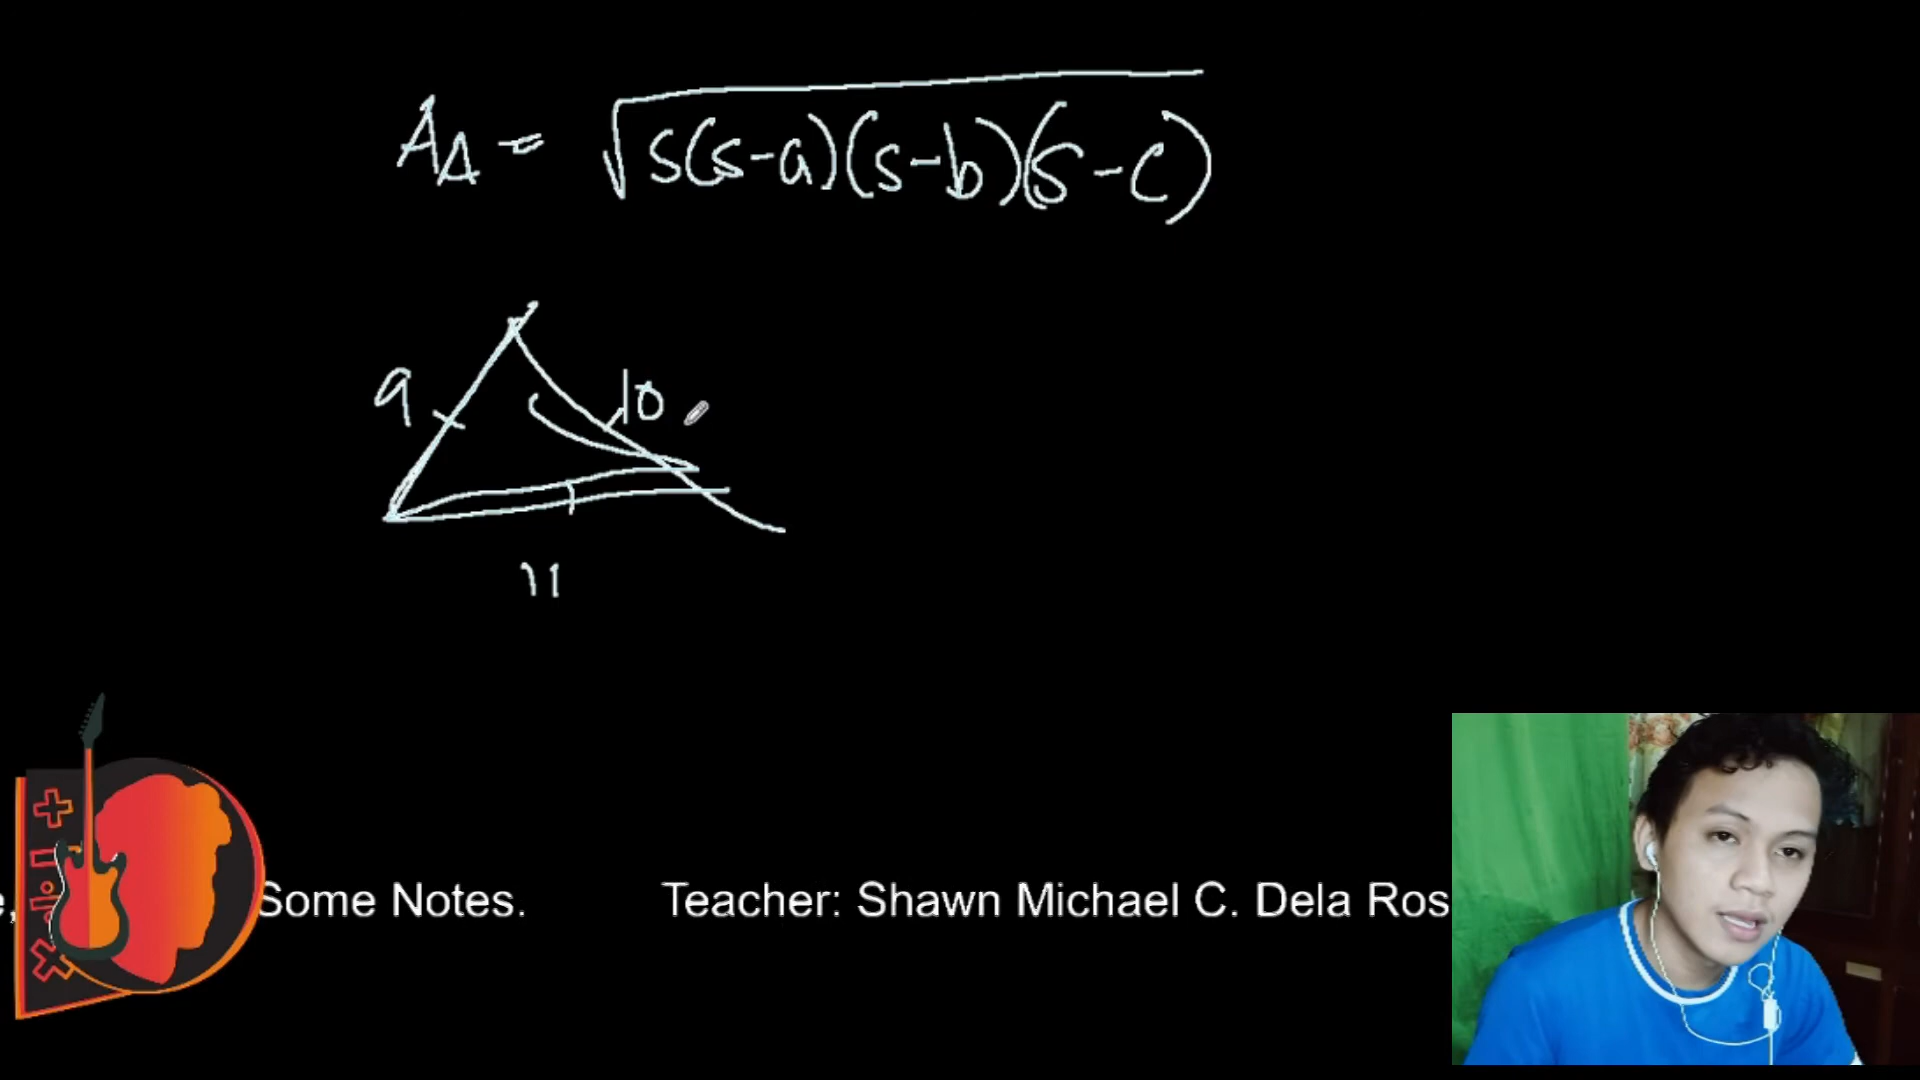 A△ = √s(s-a)(s-b)(s-c)
9
10
11
Some Notes. Teacher: Shawn Michael C. Dela Ros